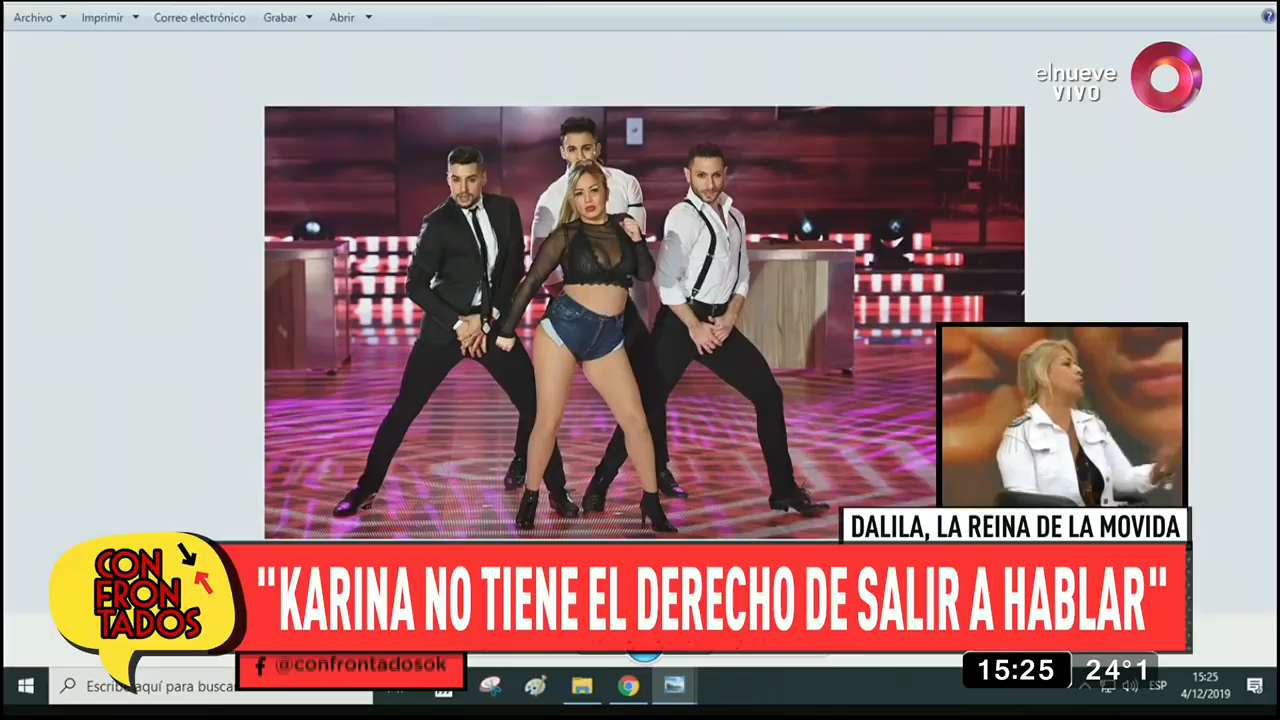 Archivo Imprimir Correo electrónico Grabar Abrir
elnueve
VIVO
DALILA, LA REINA DE LA MOVIDA
CON
FRON
TADOS
"KARINA NO TIENE EL DERECHO DE SALIR A HABLAR"
@confrontadosok
15:25 24°1
Escribe aquí para busca
ESP
15:25
4/12/2019